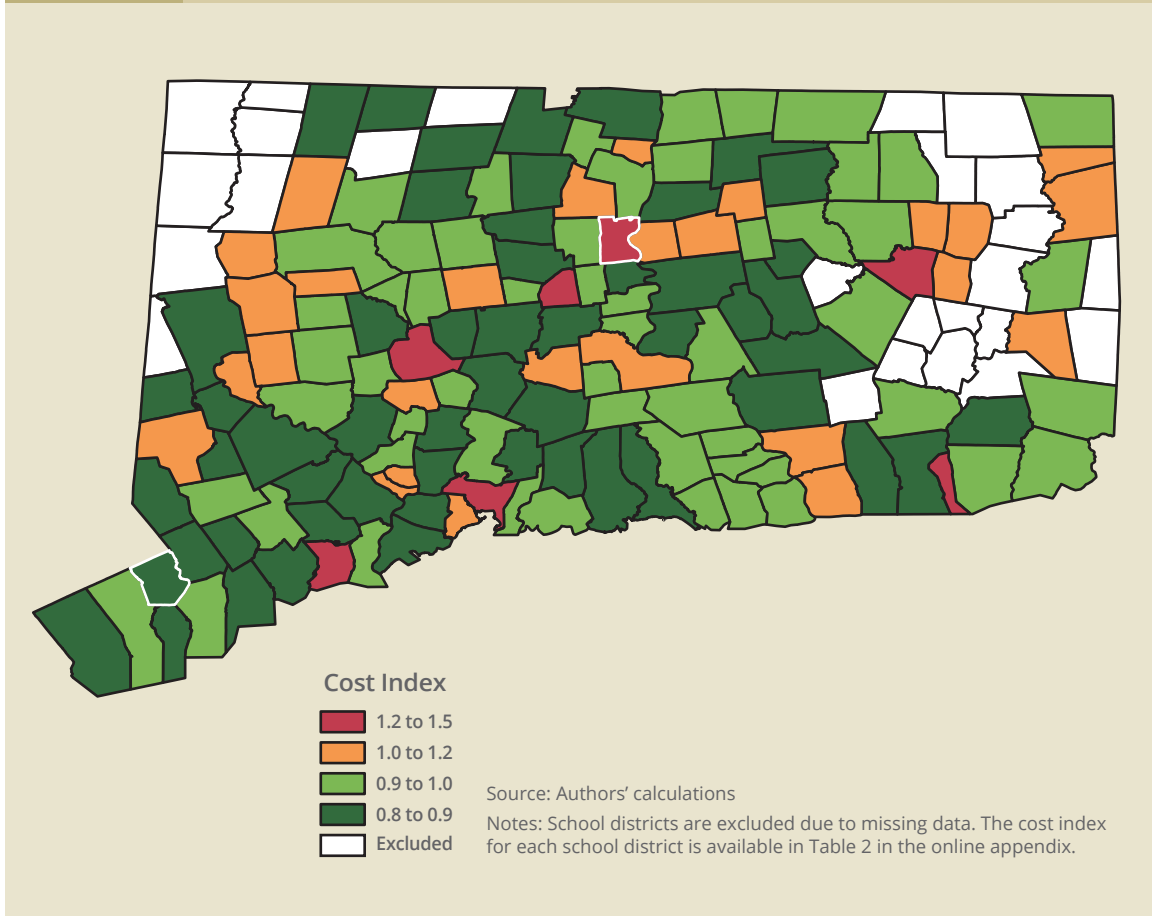 Cost Index
1.2 to 1.5
1.0 to 1.2
0.9 to 1.0
0.8 to 0.9
Excluded
Source: Authors’ calculations
Notes: School districts are excluded due to missing data. The cost index
for each school district is available in Table 2 in the online appendix.